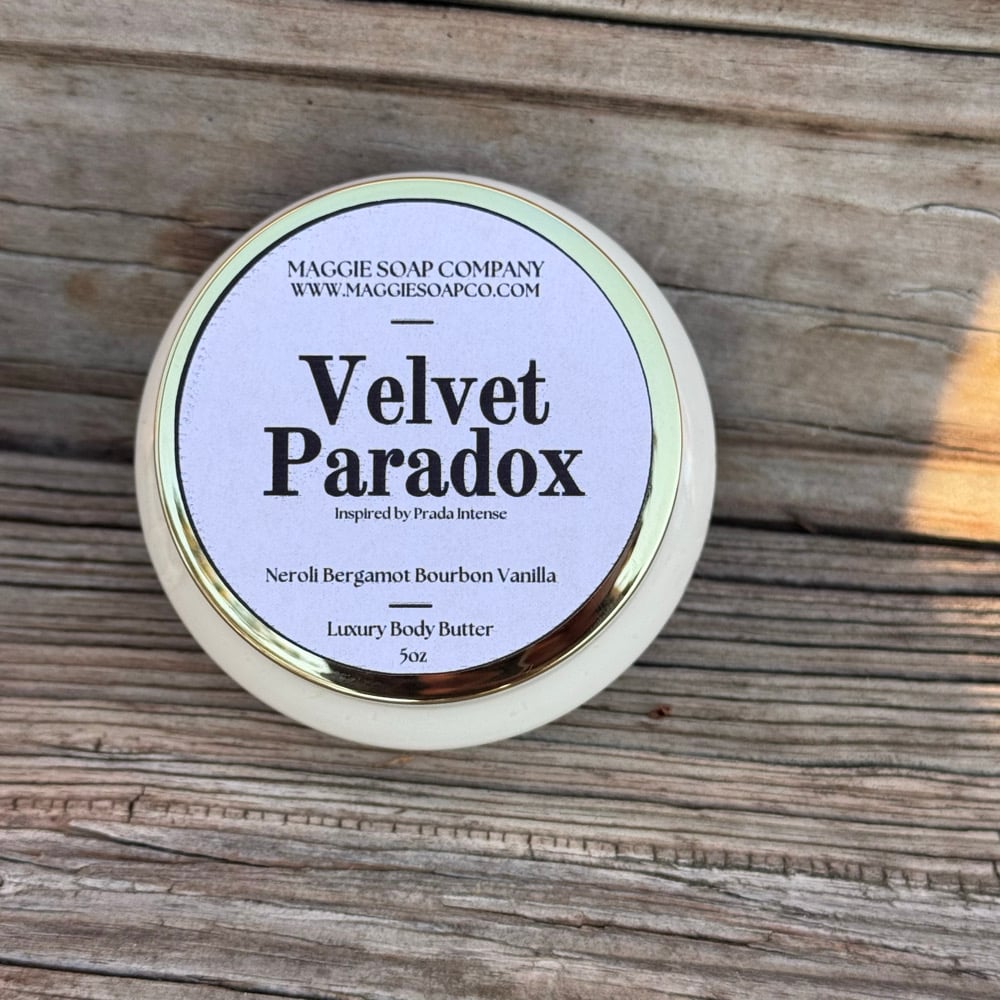 MAGGIE SOAP COMPANY
WWW.MAGGIESOAPCO.COM
Velvet
Paradox
Inspired by Prada Intense
Neroli Bergamot Bourbon Vanilla
Luxury Body Butter
5oz